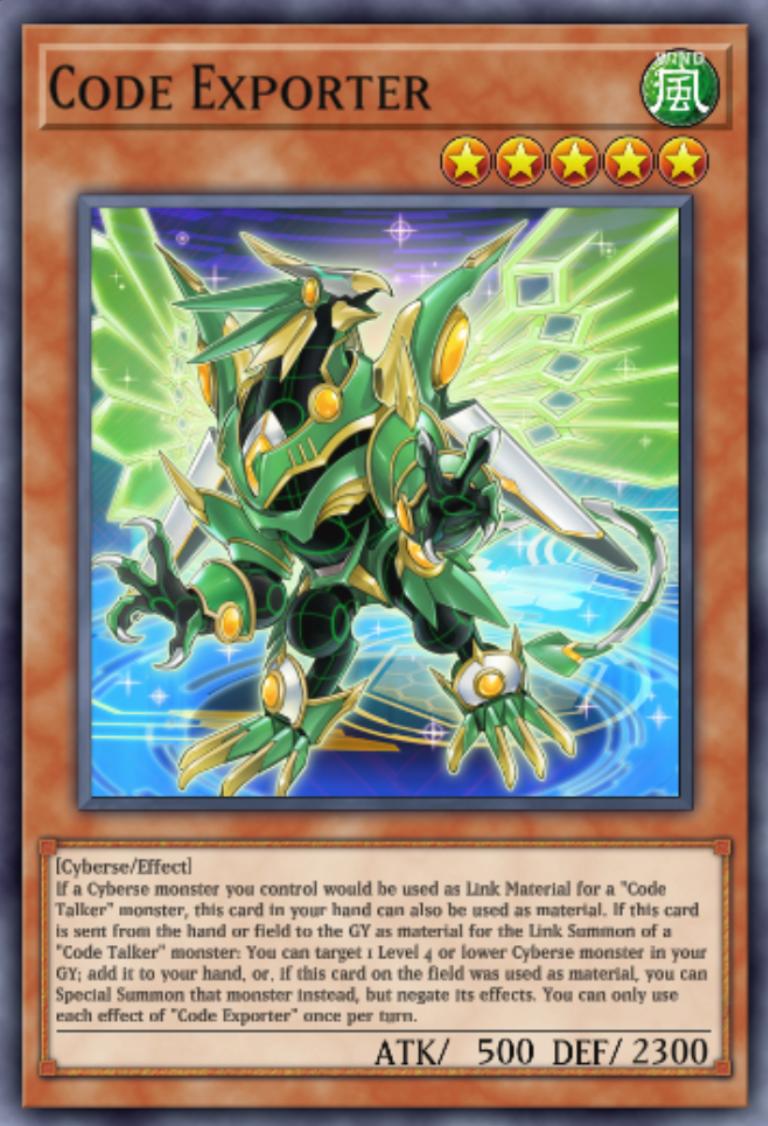 Code Exporter
WIND
風
[Cyberse/Effect]
If a Cyberse monster you control would be used as Link Material for a "Code
Talker" monster, this card in your hand can also be used as material. If this card
is sent from the hand or field to the GY as material for the Link Summon of a
"Code Talker" monster: You can target 1 Level 4 or lower Cyberse monster in your
GY; add it to your hand, or, if this card on the field was used as material, you can
Special Summon that monster instead, but negate its effects. You can only use
each effect of "Code Exporter" once per turn.
ATK/ 500 DEF/ 2300